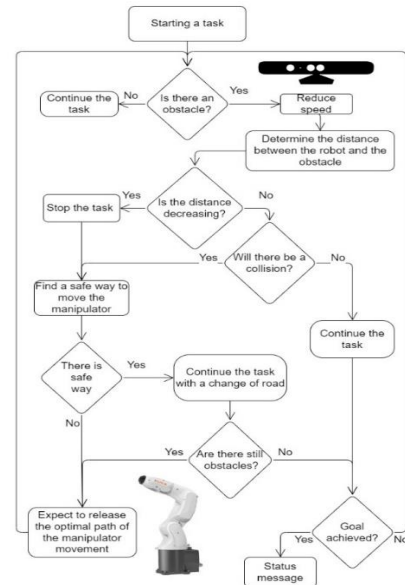 Starting a task
Is there an
obstacle?
No
Yes
Continue the
task
Reduce
speed
Determine the distance
between the robot and the
obstacle
Is the distance
decreasing?
Yes
No
Stop the task
Will there be a
collision?
Yes
No
Find a safe way to
move the
manipulator
Continue the
task
There is
safe
way
Yes
No
Continue the task
with a change of road
Are there still
obstacles?
Yes
No
Expect to release
the optimal path of
the manipulator
movement
Goal
achieved?
Yes
No
Status
message